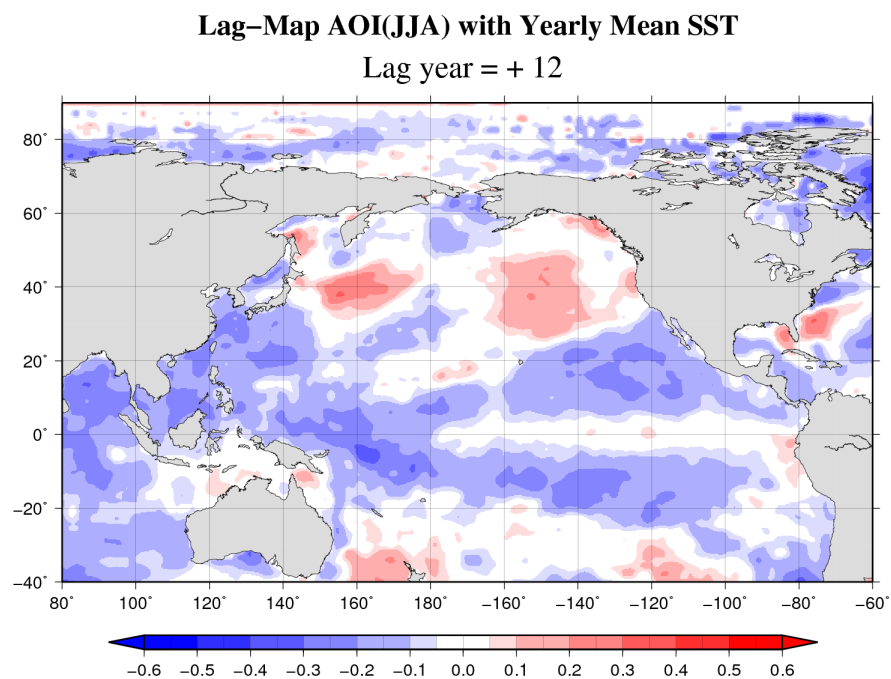 Lag−Map AOI(JJA) with Yearly Mean SST
Lag year = + 12
80˚
60˚
40˚
20˚
0˚
−20˚
−40˚
80˚ 100˚ 120˚ 140˚ 160˚ 180˚ −160˚ −140˚ −120˚ −100˚ −80˚ −60˚
−0.6 −0.5 −0.4 −0.3 −0.2 −0.1 0.0 0.1 0.2 0.3 0.4 0.5 0.6